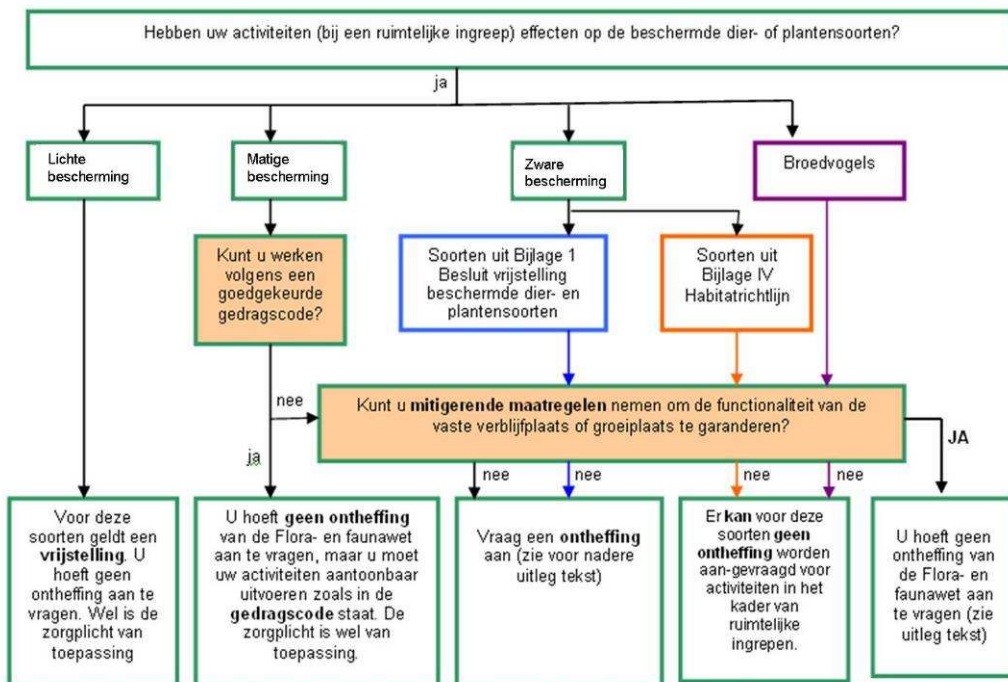 Hebben uw activiteiten (bij een ruimtelijke ingreep) effecten op de beschermde dier- of plantensoorten?
ja
Lichte
bescherming
Matige
bescherming
Zware
bescherming
Broedvogels
Kunt u werken
volgens een
goedgekeurde
gedragscode?
Soorten uit Bijlage 1
Besluit vrijstelling
beschermde dier- en
plantensoorten
Soorten uit
Bijlage IV
Habitatrichtlijn
nee
Kunt u mitigerende maatregelen nemen om de functionaliteit van de
vaste verblijfplaats of groeiplaats te garanderen?
JA
ja
nee
nee
nee
nee
Voor deze
soorten geldt een
vrijstelling. U
hoeft geen
ontheffing aan te
vragen. Wel is de
zorgplicht van
toepassing
U hoeft geen ontheffing
van de Flora- en faunawet
aan te vragen, maar u moet
uw activiteiten aantoonbaar
uitvoeren zoals in de
gedragscode staat. De
zorgplicht is wel van
toepassing.
Vraag een ontheffing
aan (zie voor nadere
uitleg tekst)
Er kan voor deze
soorten geen
ontheffing worden
aan-gevraagd voor
activiteiten in het
kader van
ruimtelijke
ingrepen.
U hoeft geen
ontheffing van
de Flora- en
faunawet aan
te vragen (zie
uitleg tekst)